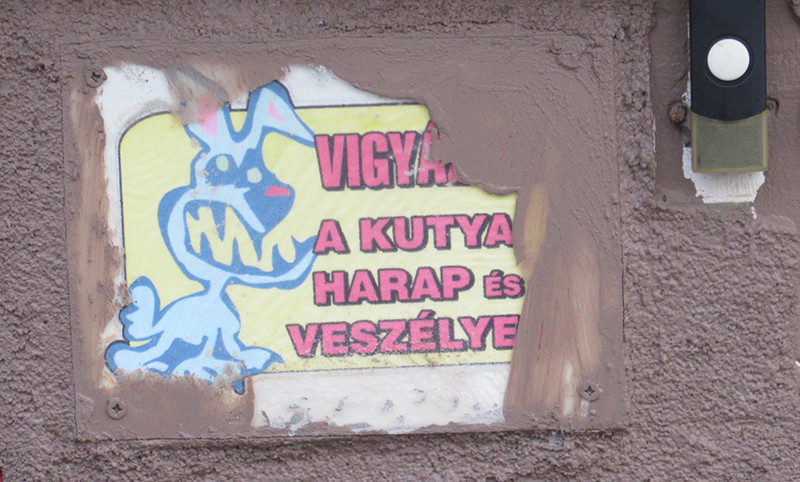 VIGYÁ
A KUTYA
HARAP ÉS
VESZÉLYE